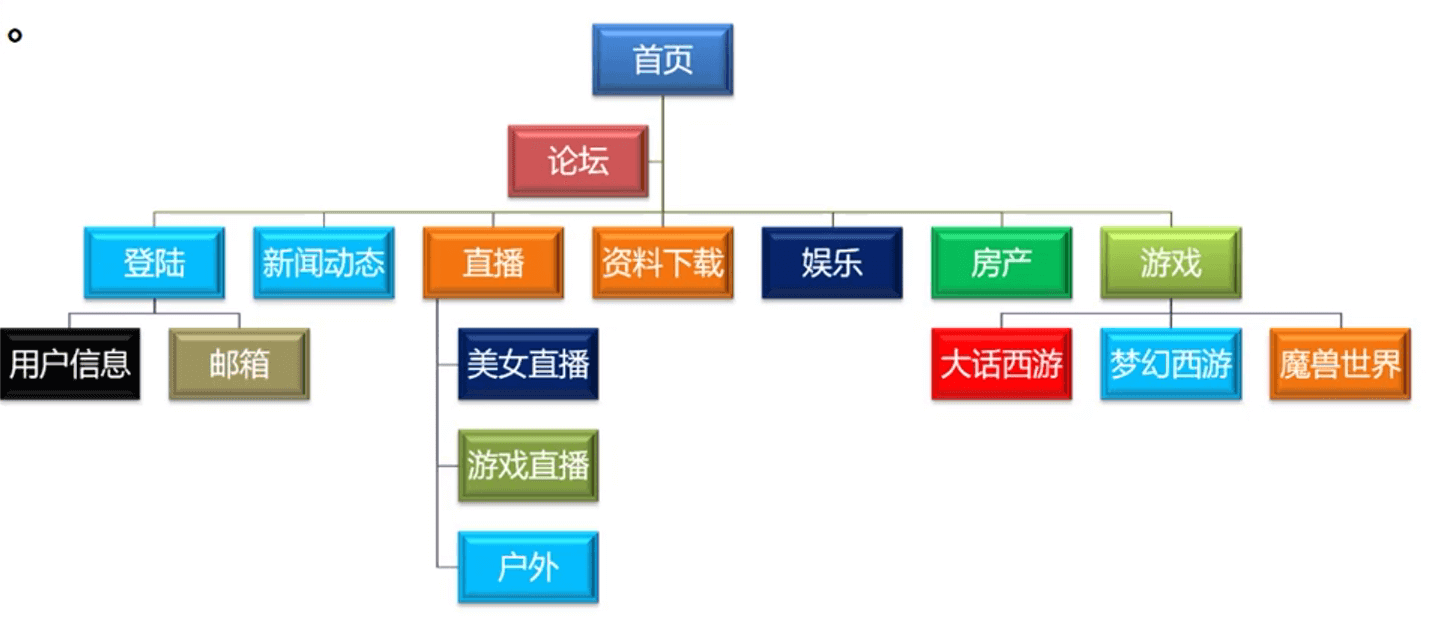 首页
论坛
登陆
新闻动态
直播
资料下载
娱乐
房产
游戏
用户信息
邮箱
美女直播
大话西游
梦幻西游
魔兽世界
游戏直播
户外